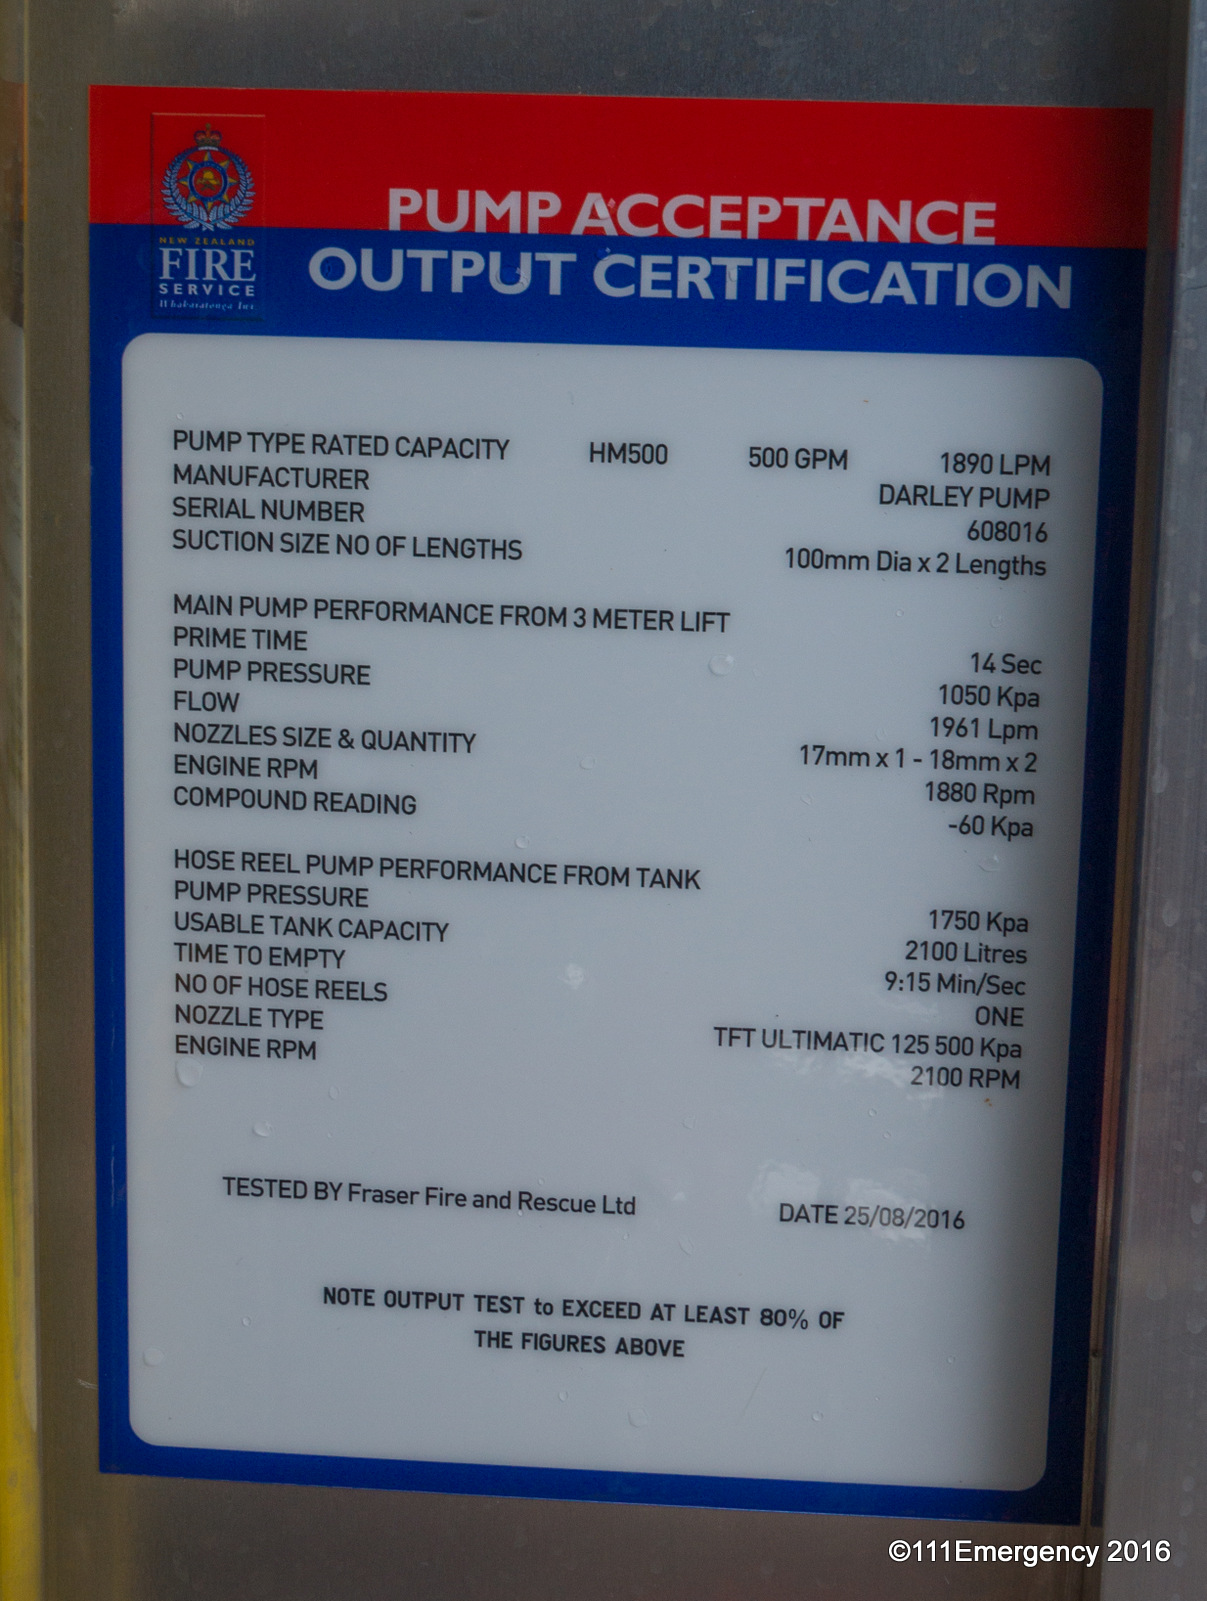 NEW ZEALAND
FIRE
SERVICE
Whakaratonga Iwi
PUMP ACCEPTANCE
OUTPUT CERTIFICATION
PUMP TYPE RATED CAPACITY HM500 500 GPM 1890 LPM
MANUFACTURER DARLEY PUMP
SERIAL NUMBER 608016
SUCTION SIZE NO OF LENGTHS 100mm Dia x 2 Lengths
MAIN PUMP PERFORMANCE FROM 3 METER LIFT
PRIME TIME 14 Sec
PUMP PRESSURE 1050 Kpa
FLOW 1961 Lpm
NOZZLES SIZE & QUANTITY 17mm x 1 - 18mm x 2
ENGINE RPM 1880 Rpm
COMPOUND READING -60 Kpa
HOSE REEL PUMP PERFORMANCE FROM TANK
PUMP PRESSURE 1750 Kpa
USABLE TANK CAPACITY 2100 Litres
TIME TO EMPTY 9:15 Min/Sec
NO OF HOSE REELS ONE
NOZZLE TYPE TFT ULTIMATIC 125 500 Kpa
ENGINE RPM 2100 RPM
TESTED BY Fraser Fire and Rescue Ltd DATE 25/08/2016
NOTE OUTPUT TEST to EXCEED AT LEAST 80% OF
THE FIGURES ABOVE
©111Emergency 2016